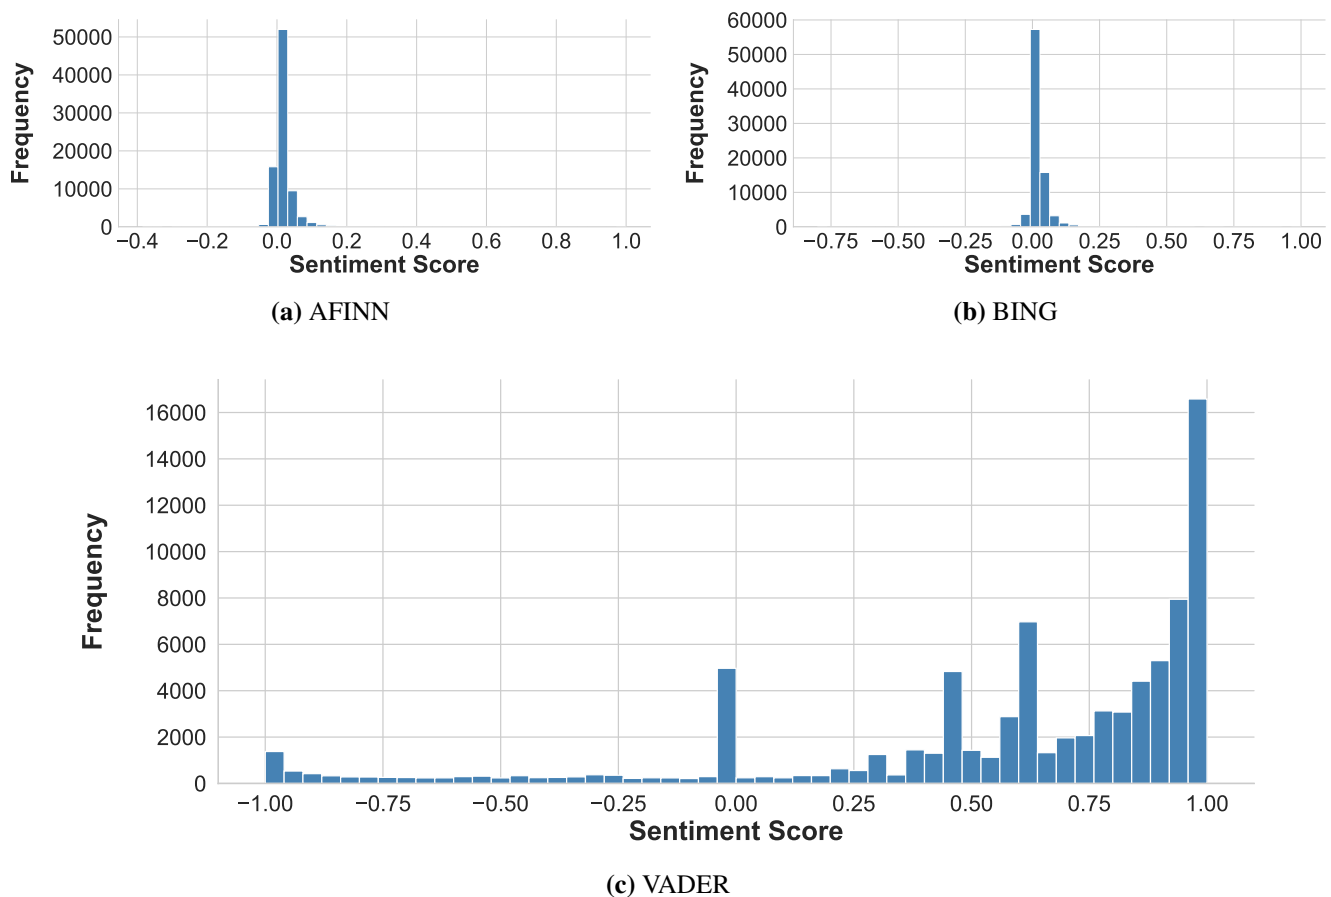 50000
40000
30000
20000
10000
0
Frequency
−0.4 −0.2 0.0 0.2 0.4 0.6 0.8 1.0
Sentiment Score
(a) AFINN
60000
50000
40000
30000
20000
10000
0
Frequency
−0.75 −0.50 −0.25 0.00 0.25 0.50 0.75 1.00
Sentiment Score
(b) BING
16000
14000
12000
10000
8000
6000
4000
2000
0
Frequency
−1.00 −0.75 −0.50 −0.25 0.00 0.25 0.50 0.75 1.00
Sentiment Score
(c) VADER